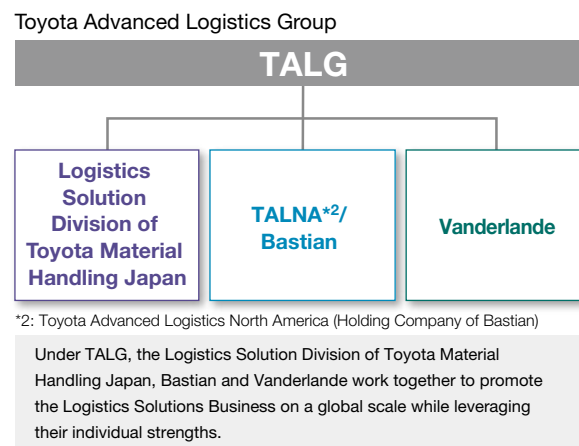 Toyota Advanced Logistics Group
TALG
Logistics
Solution
Division of
Toyota Material
Handling Japan
TALNA*2/
Bastian
Vanderlande
*2: Toyota Advanced Logistics North America (Holding Company of Bastian)
Under TALG, the Logistics Solution Division of Toyota Material
Handling Japan, Bastian and Vanderlande work together to promote
the Logistics Solutions Business on a global scale while leveraging
their individual strengths.